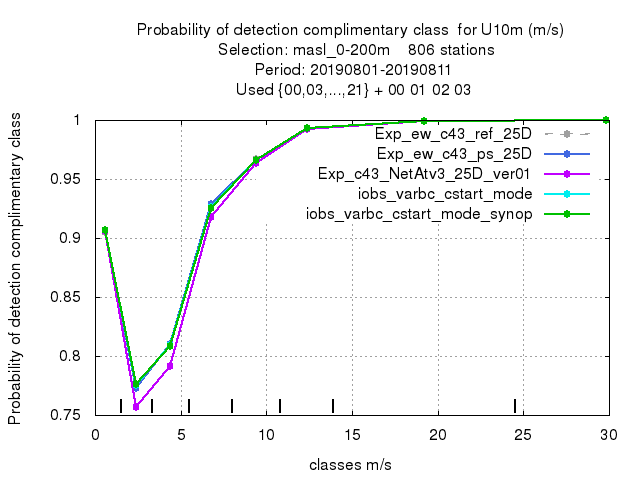 Probability of detection complimentary class  for U10m (m/s)
Selection: masl_0-200m    806 stations
Period: 20190801-20190811
Used {00,03,...,21} + 00 01 02 03
Probability of detection complimentary class
1
0.95
0.9
0.85
0.8
0.75
Exp_ew_c43_ref_25D
Exp_ew_c43_ps_25D
Exp_c43_NetAtv3_25D_ver01
iobs_varbc_cstart_mode
iobs_varbc_cstart_mode_synop
0 5 10 15 20 25 30
classes m/s